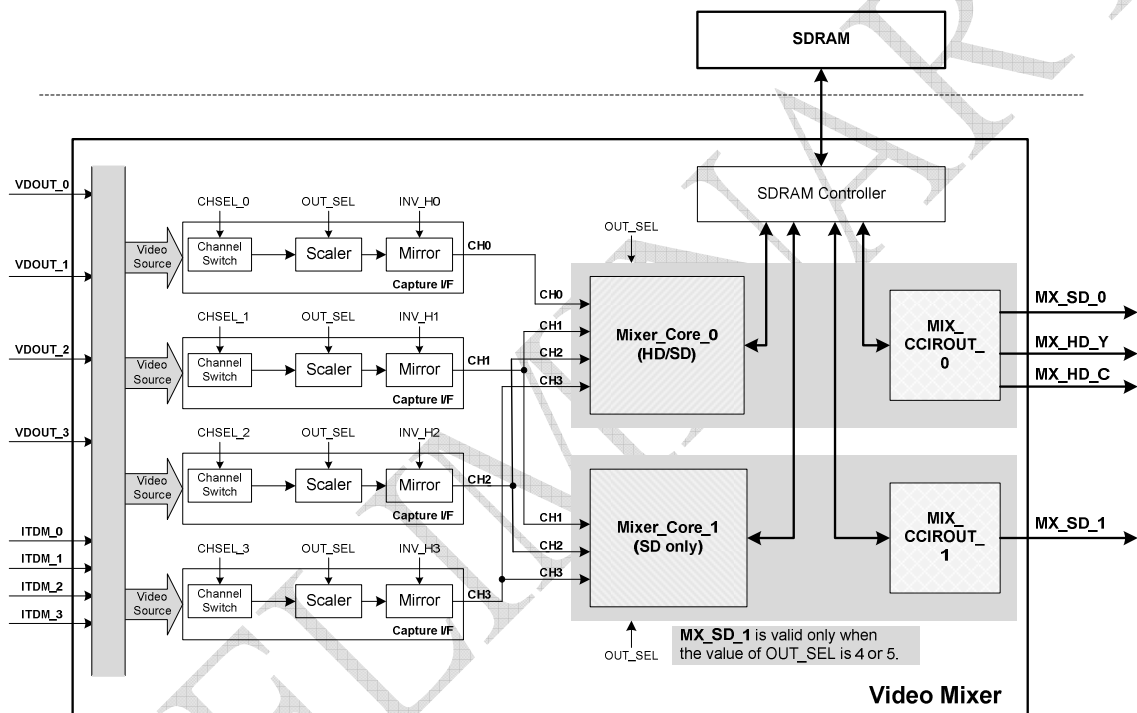 SDRAM
SDRAM Controller
VDOUT_0
VDOUT_1
VDOUT_2
VDOUT_3
ITDM_0
ITDM_1
ITDM_2
ITDM_3
Video
Source
CHSEL_0
OUT_SEL
INV_H0
Channel
Switch
Scaler
Mirror
Capture I/F
CH0
Video
Source
CHSEL_1
OUT_SEL
INV_H1
Channel
Switch
Scaler
Mirror
Capture I/F
CH1
Video
Source
CHSEL_2
OUT_SEL
INV_H2
Channel
Switch
Scaler
Mirror
Capture I/F
CH2
Video
Source
CHSEL_3
OUT_SEL
INV_H3
Channel
Switch
Scaler
Mirror
Capture I/F
CH3
OUT_SEL
CH0
CH1
CH2
CH3
Mixer_Core_0
(HD/SD)
MIX_
CCIROUT_
0
MX_SD_0
MX_HD_Y
MX_HD_C
CH1
CH2
CH3
Mixer_Core_1
(SD only)
MIX_
CCIROUT_
1
MX_SD_1
OUT_SEL
MX_SD_1 is valid only when
the value of OUT_SEL is 4 or 5.
Video Mixer